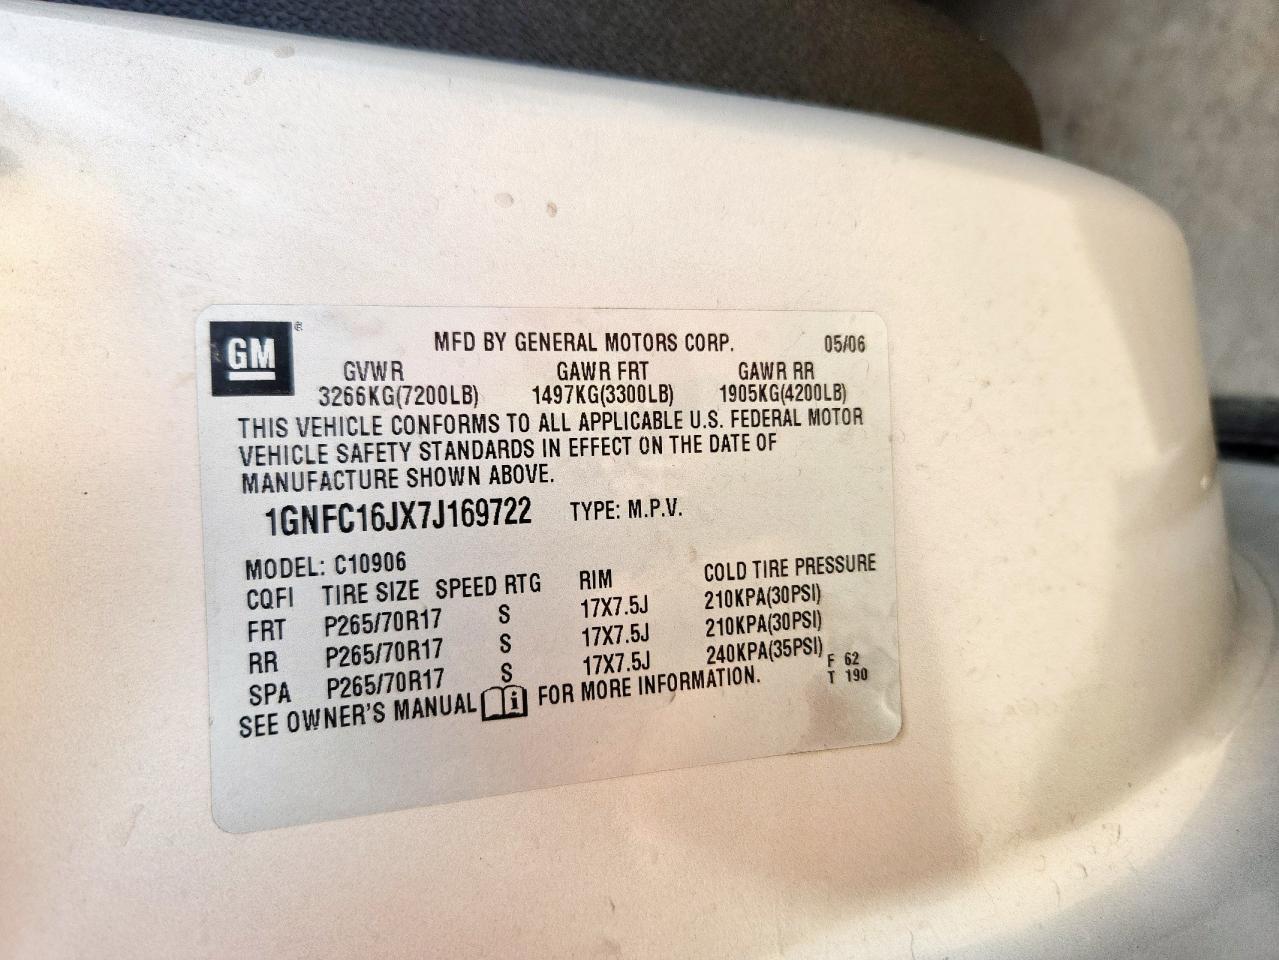 GM ®
MFD BY GENERAL MOTORS CORP. 05/06
GVWR GAWR FRT GAWR RR
3266KG(7200LB) 1497KG(3300LB) 1905KG(4200LB)
THIS VEHICLE CONFORMS TO ALL APPLICABLE U.S. FEDERAL MOTOR
VEHICLE SAFETY STANDARDS IN EFFECT ON THE DATE OF
MANUFACTURE SHOWN ABOVE.
1GNFC16JX7J169722 TYPE: M.P.V.
MODEL: C10906
CQFI TIRE SIZE SPEED RTG RIM COLD TIRE PRESSURE
FRT P265/70R17 S 17X7.5J 210KPA(30PSI)
RR P265/70R17 S 17X7.5J 210KPA(30PSI)
SPA P265/70R17 S 17X7.5J 240KPA(35PSI)
SEE OWNER'S MANUAL i FOR MORE INFORMATION.
F 62
T 190